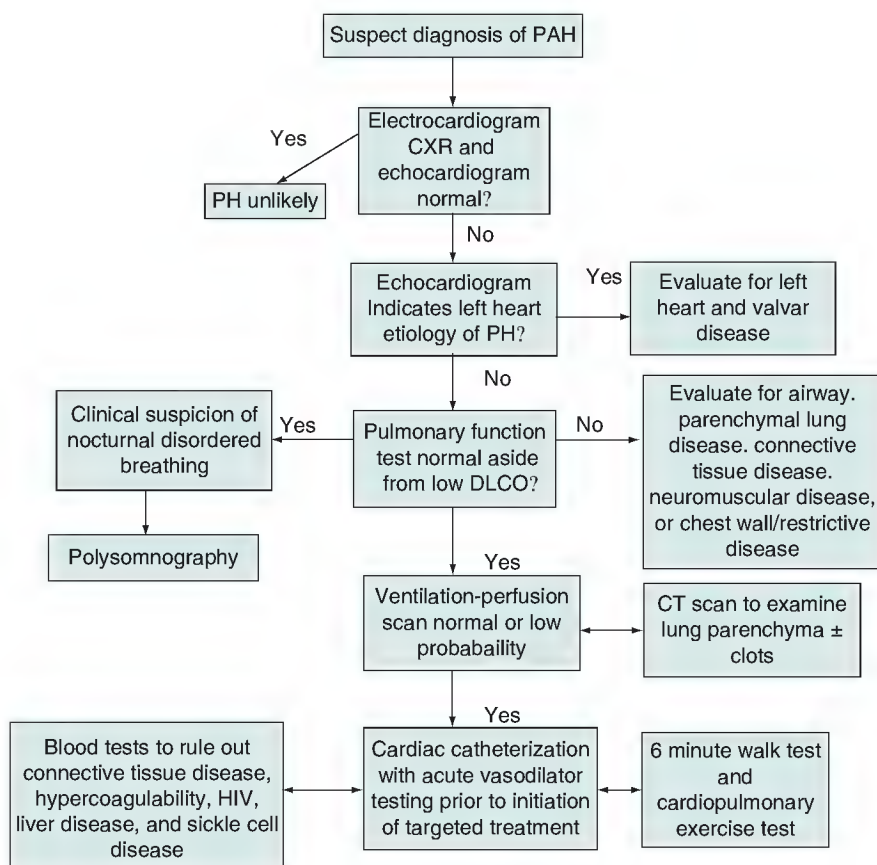 Suspect diagnosis of PAH
Yes
Electrocardiogram
CXR and
echocardiogram
normal?
PH unlikely
No
Echocardiogram
Indicates left heart
etiology of PH?
Yes
Evaluate for left
heart and valvar
disease
No
Clinical suspicion of
nocturnal disordered
breathing
Yes
Pulmonary function
test normal aside
from low DLCO?
No
Evaluate for airway.
parenchymal lung
disease. connective
tissue disease.
neuromuscular disease,
or chest wall/restrictive
disease
Polysomnography
Yes
Ventilation-perfusion
scan normal or low
probabaility
CT scan to examine
lung parenchyma ±
clots
Yes
Blood tests to rule out
connective tissue disease,
hypercoagulability, HIV,
liver disease, and sickle cell
disease
Cardiac catheterization
with acute vasodilator
testing prior to initiation
of targeted treatment
6 minute walk test
and
cardiopulmonary
exercise test